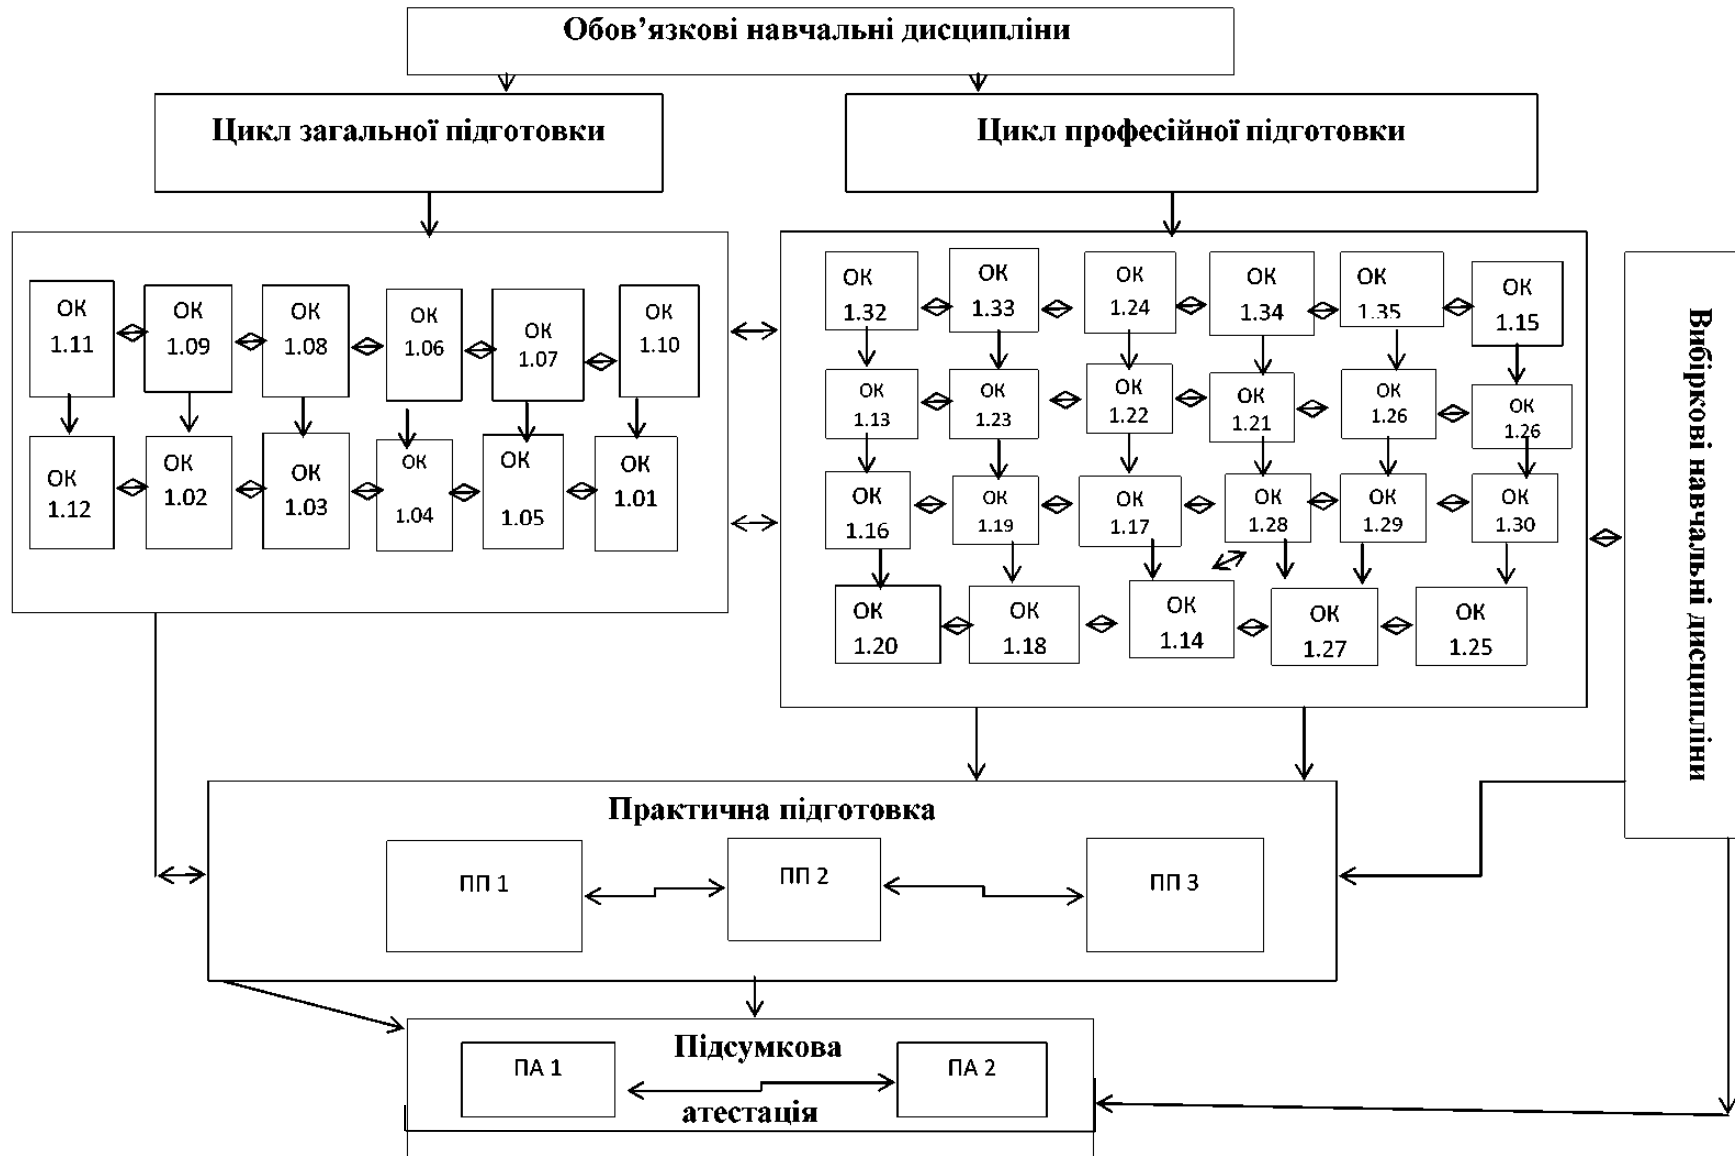 Обов’язкові навчальні дисципліни
Цикл загальної підготовки
Цикл професійної підготовки
ОК
1.11
ОК
1.09
ОК
1.08
ОК
1.06
ОК
1.07
ОК
1.10
ОК
1.12
ОК
1.02
ОК
1.03
ОК
1.04
ОК
1.05
ОК
1.01
ОК
1.32
ОК
1.33
ОК
1.24
ОК
1.34
ОК
1.35
ОК
1.15
ОК
1.13
ОК
1.23
ОК
1.22
ОК
1.21
ОК
1.26
ОК
1.26
ОК
1.16
ОК
1.19
ОК
1.17
ОК
1.28
ОК
1.29
ОК
1.30
ОК
1.20
ОК
1.18
ОК
1.14
ОК
1.27
ОК
1.25
Вибіркові навчальні дисципліни
Практична підготовка
ПП 1
ПП 2
ПП 3
Підсумкова
ПА 1
ПА 2
атестація